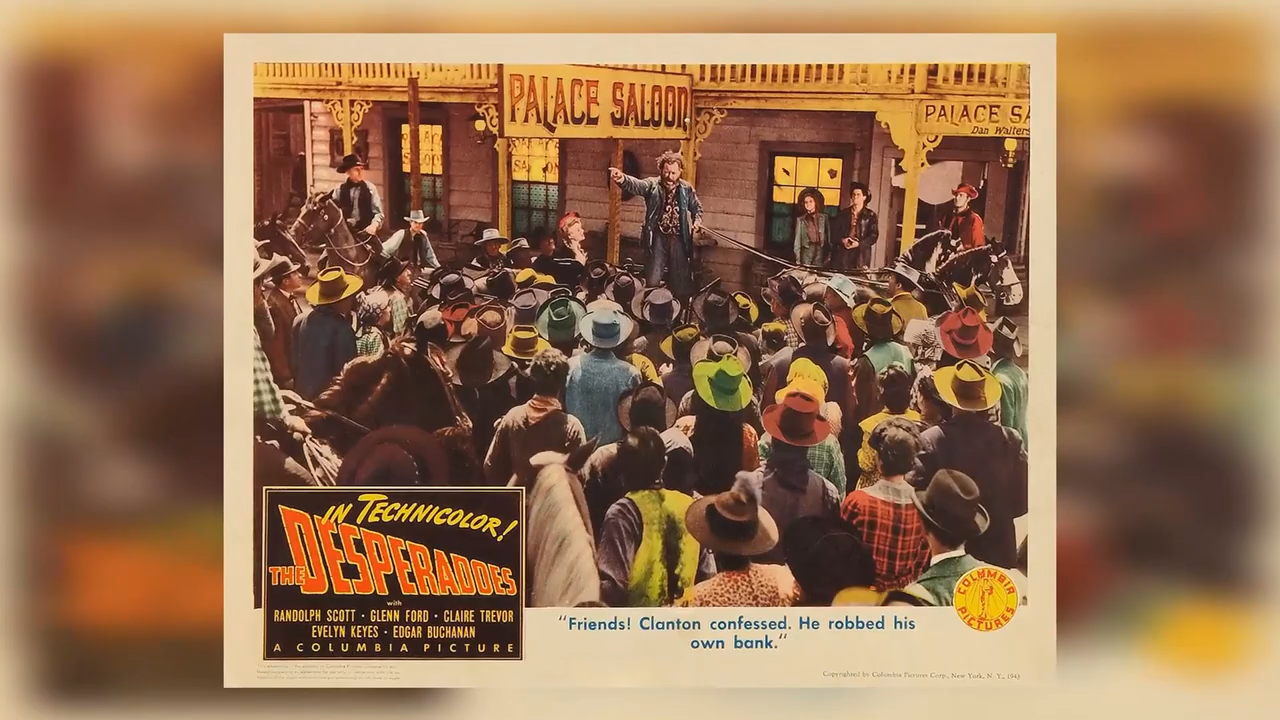 PALACE SALOON
PALACE SA
Dan Walters
IN TECHNICOLOR!
THE DESPERADOES
with
RANDOLPH SCOTT · GLENN FORD · CLAIRE TREVOR
EVELYN KEYES · EDGAR BUCHANAN
A COLUMBIA PICTURE
"Friends! Clanton confessed. He robbed his
own bank."
COLUMBIA
PICTURES
Copyrighted by Columbia Pictures Corp., New York, N. Y., 1943